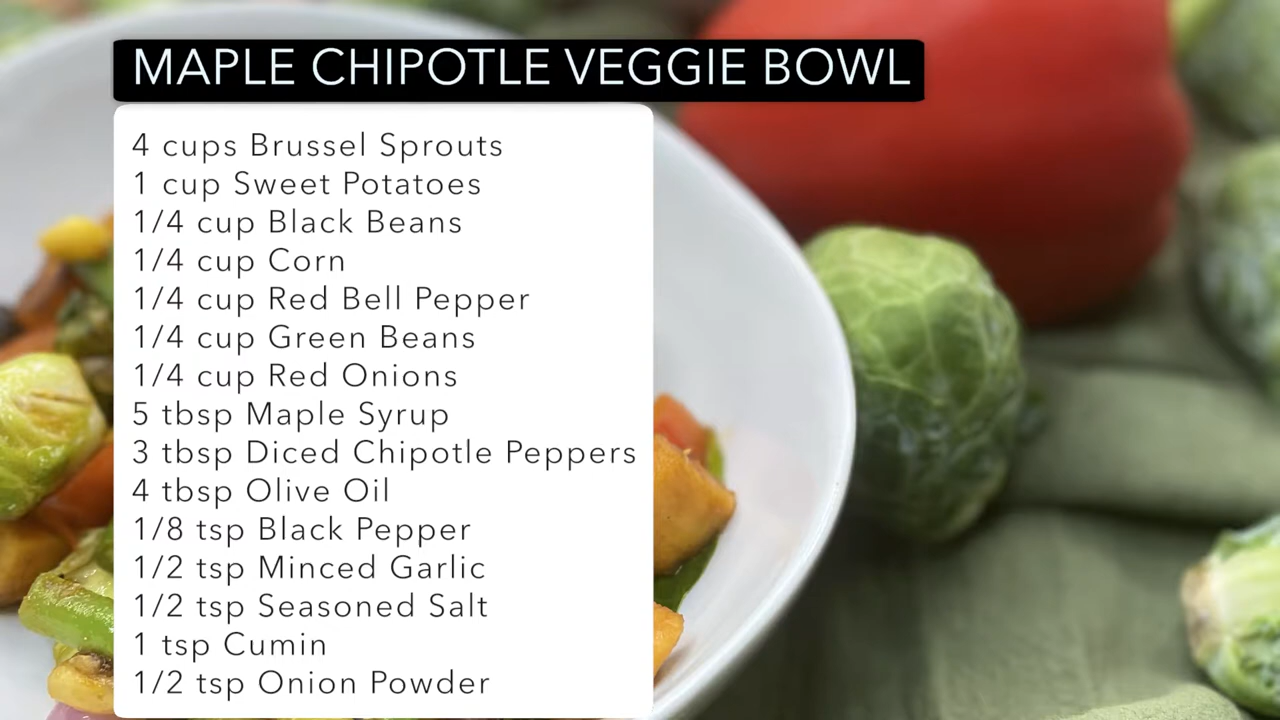 MAPLE CHIPOTLE VEGGIE BOWL
4 cups Brussel Sprouts
1 cup Sweet Potatoes
1/4 cup Black Beans
1/4 cup Corn
1/4 cup Red Bell Pepper
1/4 cup Green Beans
1/4 cup Red Onions
5 tbsp Maple Syrup
3 tbsp Diced Chipotle Peppers
4 tbsp Olive Oil
1/8 tsp Black Pepper
1/2 tsp Minced Garlic
1/2 tsp Seasoned Salt
1 tsp Cumin
1/2 tsp Onion Powder